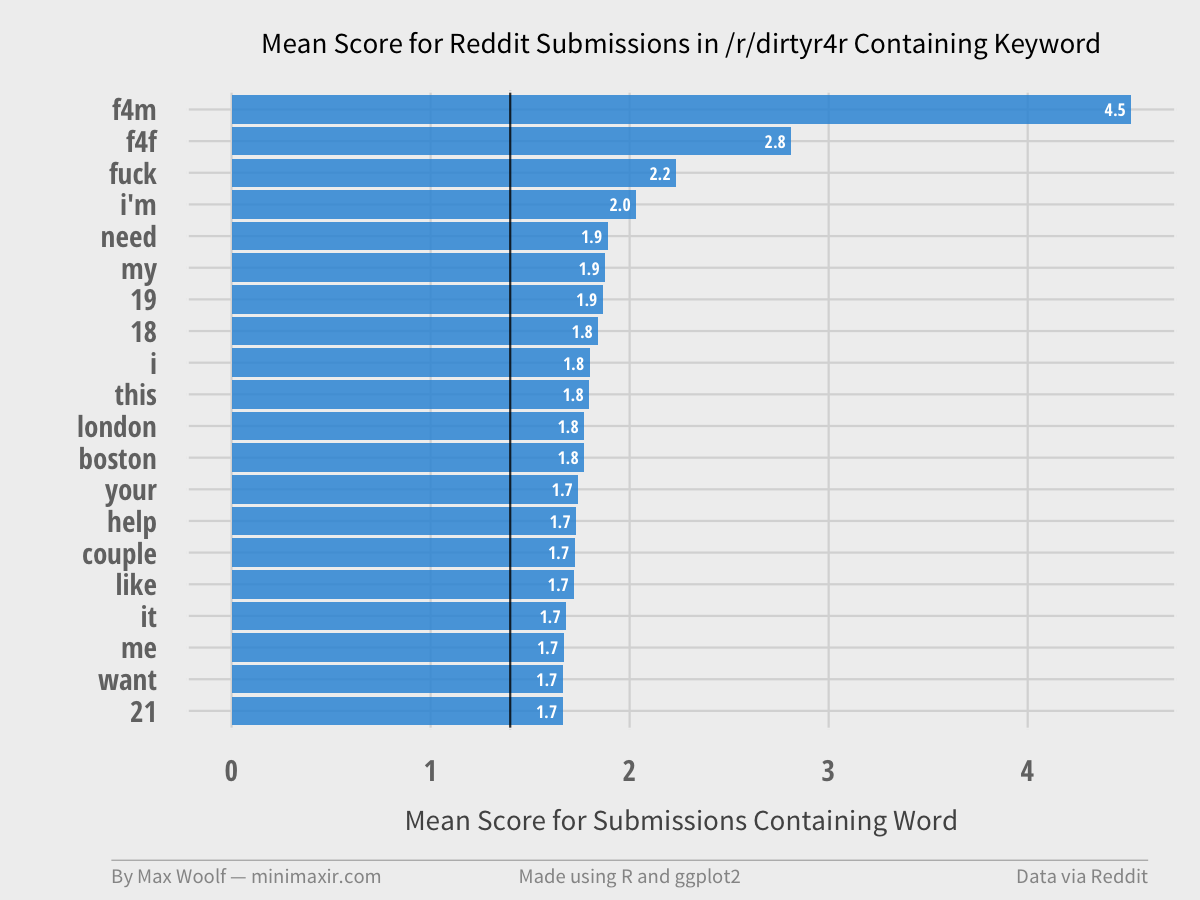 Mean Score for Reddit Submissions in /r/dirtyr4r Containing Keyword
f4m 4.5
f4f 2.8
fuck 2.2
i'm 2.0
need 1.9
my 1.9
19 1.9
18 1.8
i 1.8
this 1.8
london 1.8
boston 1.8
your 1.7
help 1.7
couple 1.7
like 1.7
it 1.7
me 1.7
want 1.7
21 1.7
0 1 2 3 4
Mean Score for Submissions Containing Word
By Max Woolf — minimaxir.com Made using R and ggplot2 Data via Reddit